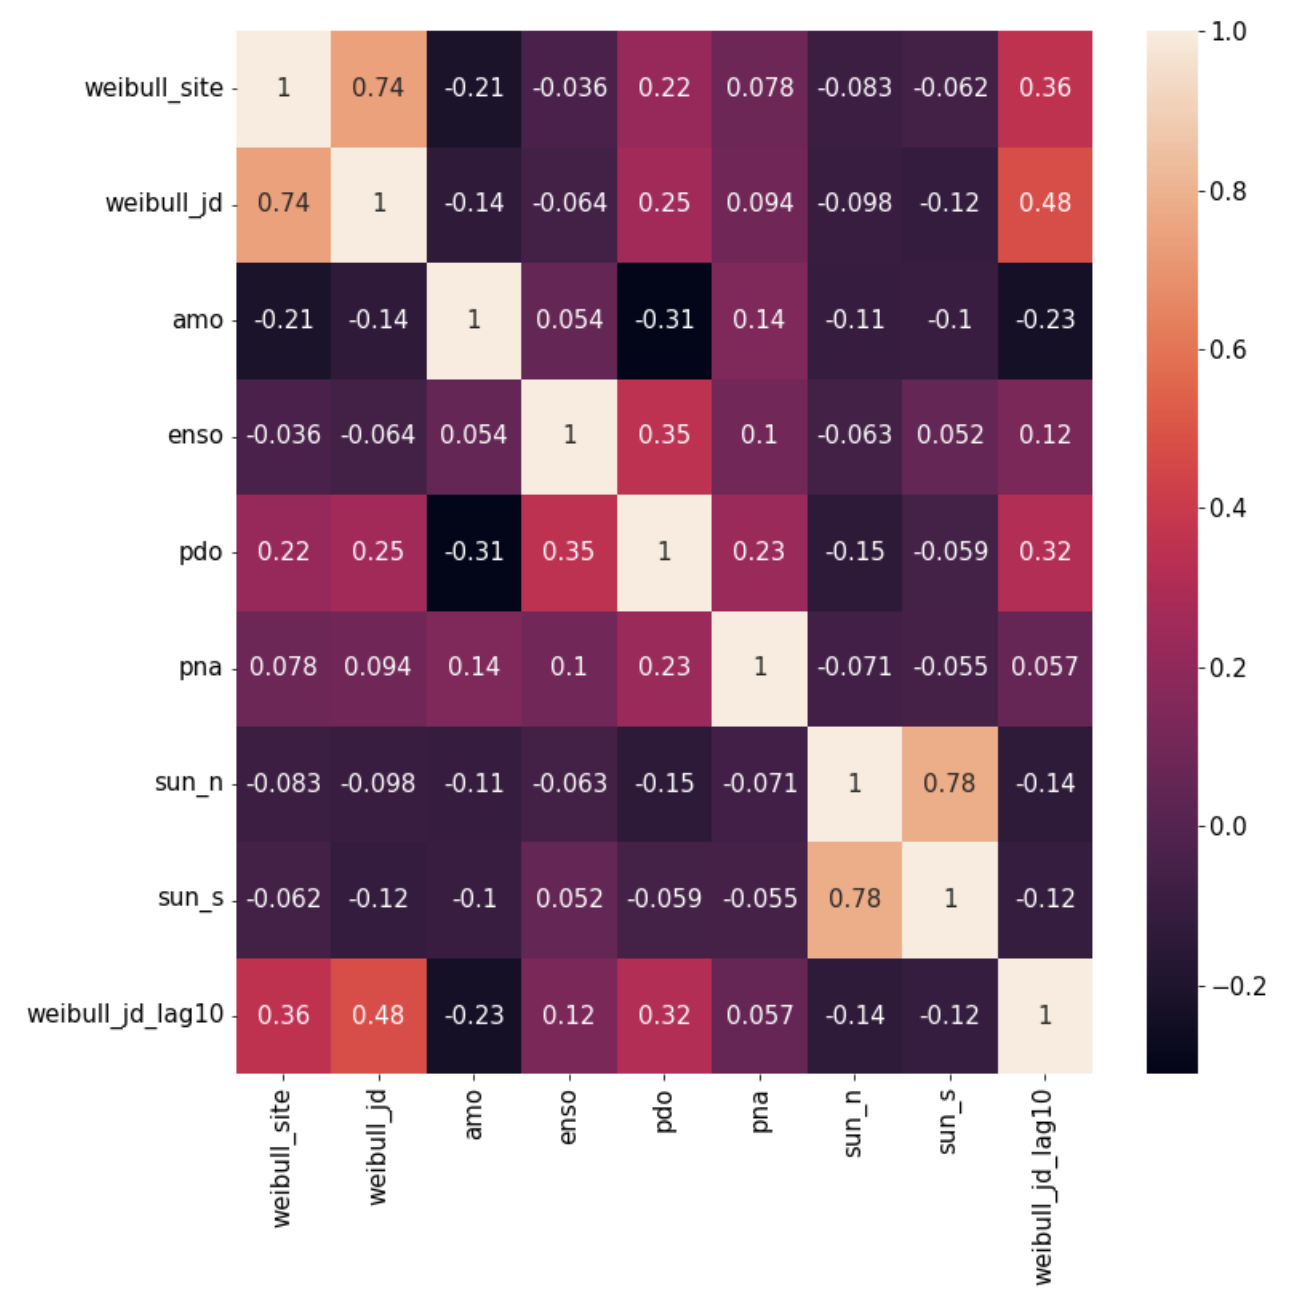 weibull_site 1 0.74 -0.21 -0.036 0.22 0.078 -0.083 -0.062 0.36
weibull_jd 0.74 1 -0.14 -0.064 0.25 0.094 -0.098 -0.12 0.48
amo -0.21 -0.14 1 0.054 -0.31 0.14 -0.11 -0.1 -0.23
enso -0.036 -0.064 0.054 1 0.35 0.1 -0.063 0.052 0.12
pdo 0.22 0.25 -0.31 0.35 1 0.23 -0.15 -0.059 0.32
pna 0.078 0.094 0.14 0.1 0.23 1 -0.071 -0.055 0.057
sun_n -0.083 -0.098 -0.11 -0.063 -0.15 -0.071 1 0.78 -0.14
sun_s -0.062 -0.12 -0.1 0.052 -0.059 -0.055 0.78 1 -0.12
weibull_jd_lag10 0.36 0.48 -0.23 0.12 0.32 0.057 -0.14 -0.12 1
weibull_site
weibull_jd
amo
enso
pdo
pna
sun_n
sun_s
weibull_jd_lag10
1.0
0.8
0.6
0.4
0.2
0.0
−0.2